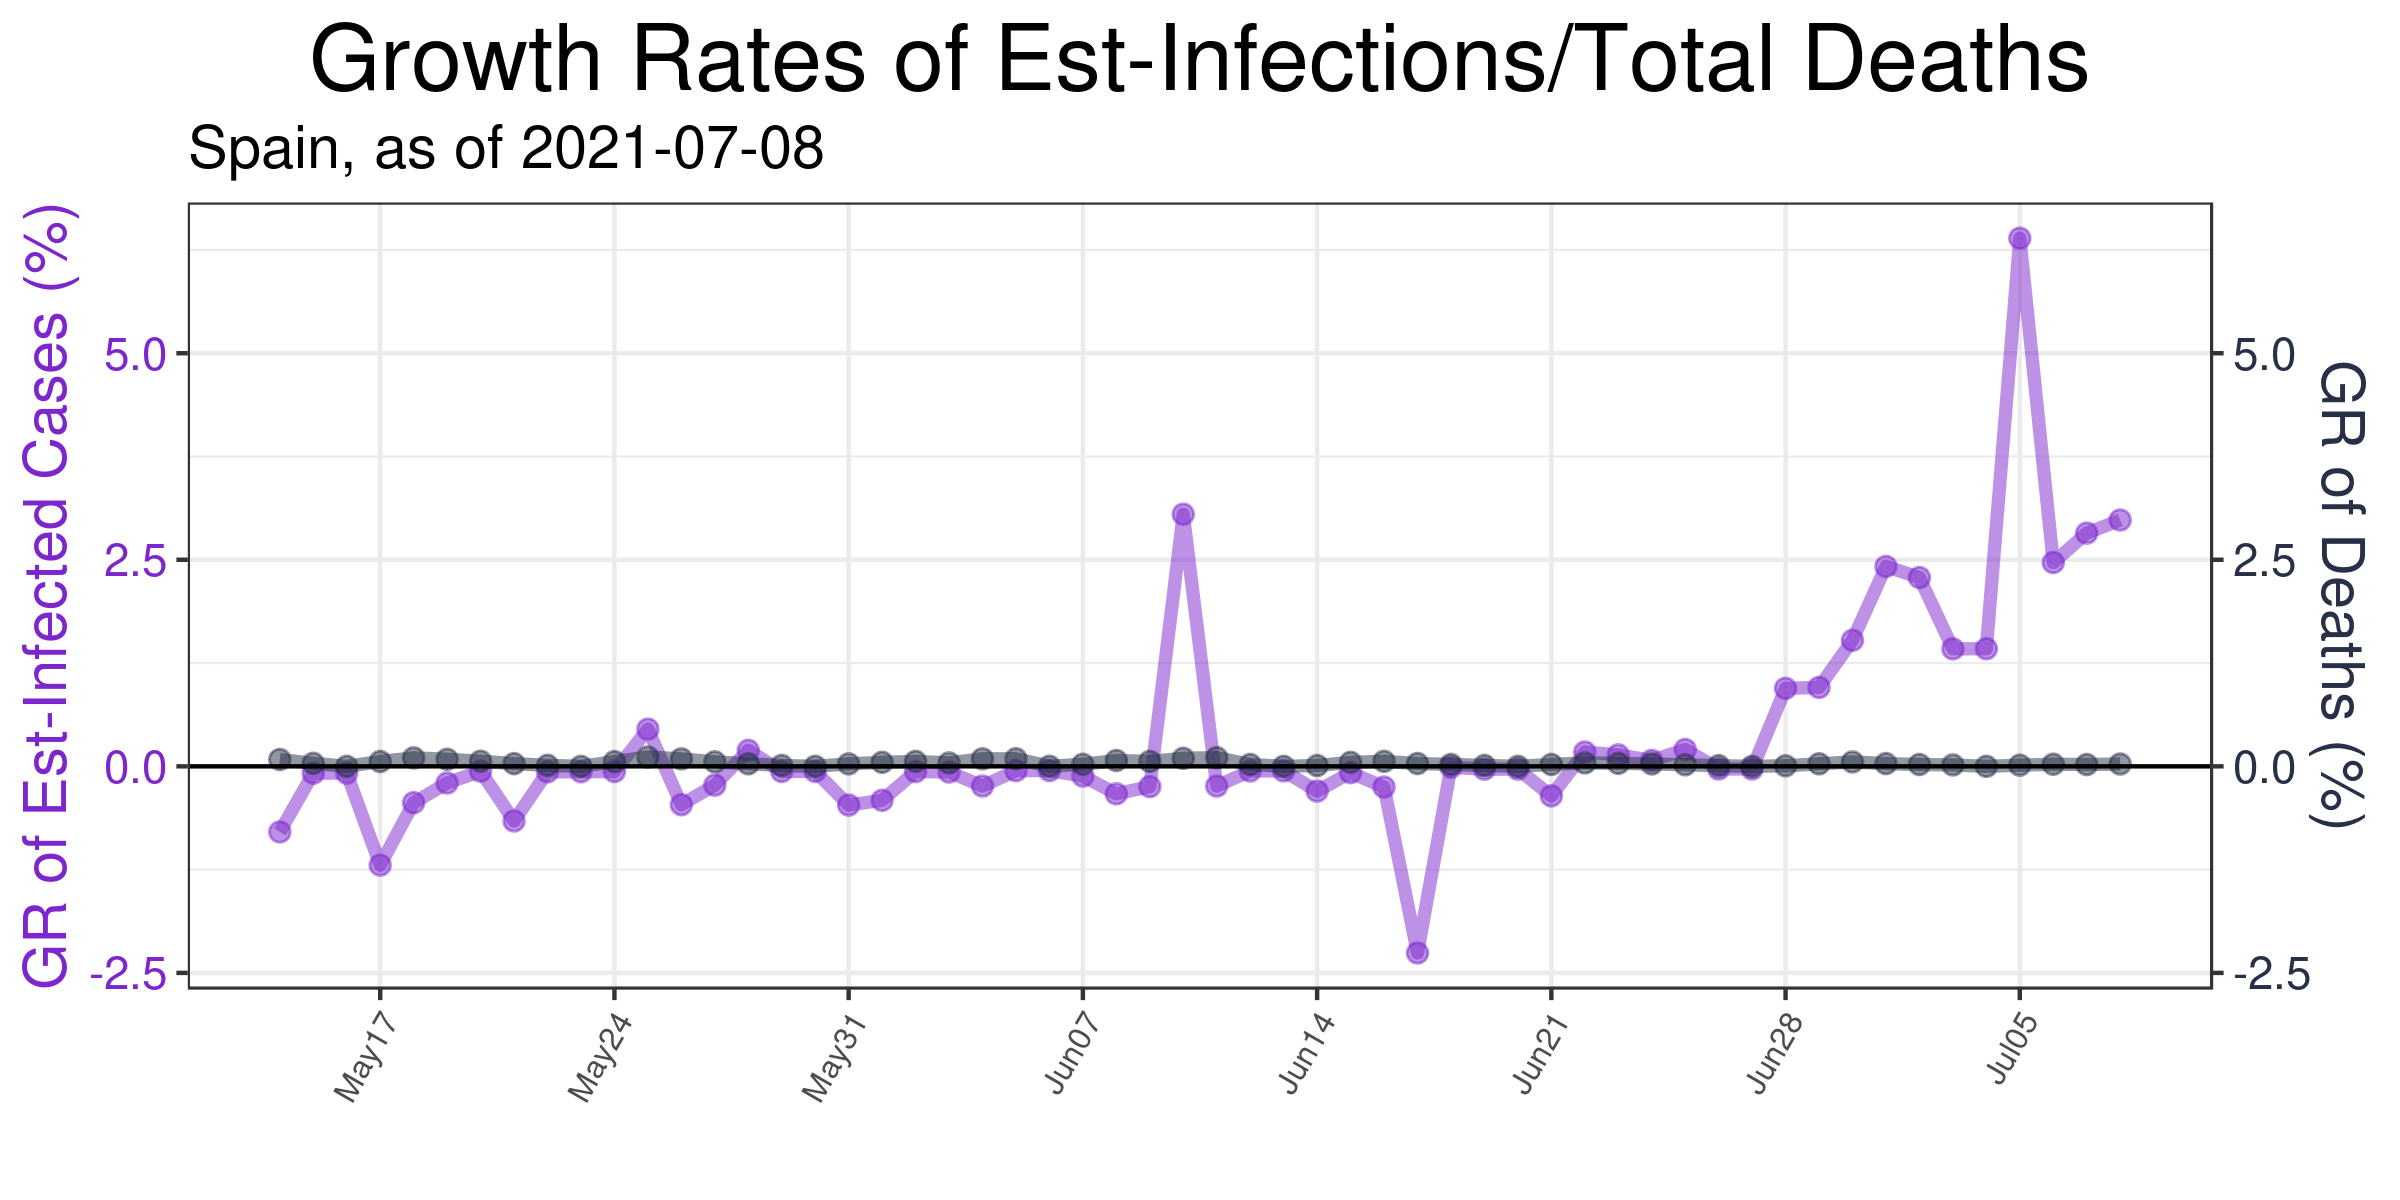 Growth Rates of Est-Infections/Total Deaths
Spain, as of 2021-07-08
GR of Est-Infected Cases (%)
5.0
2.5
0.0
-2.5
5.0
2.5
0.0
-2.5
GR of Deaths (%)
May17
May24
May31
Jun07
Jun14
Jun21
Jun28
Jul05